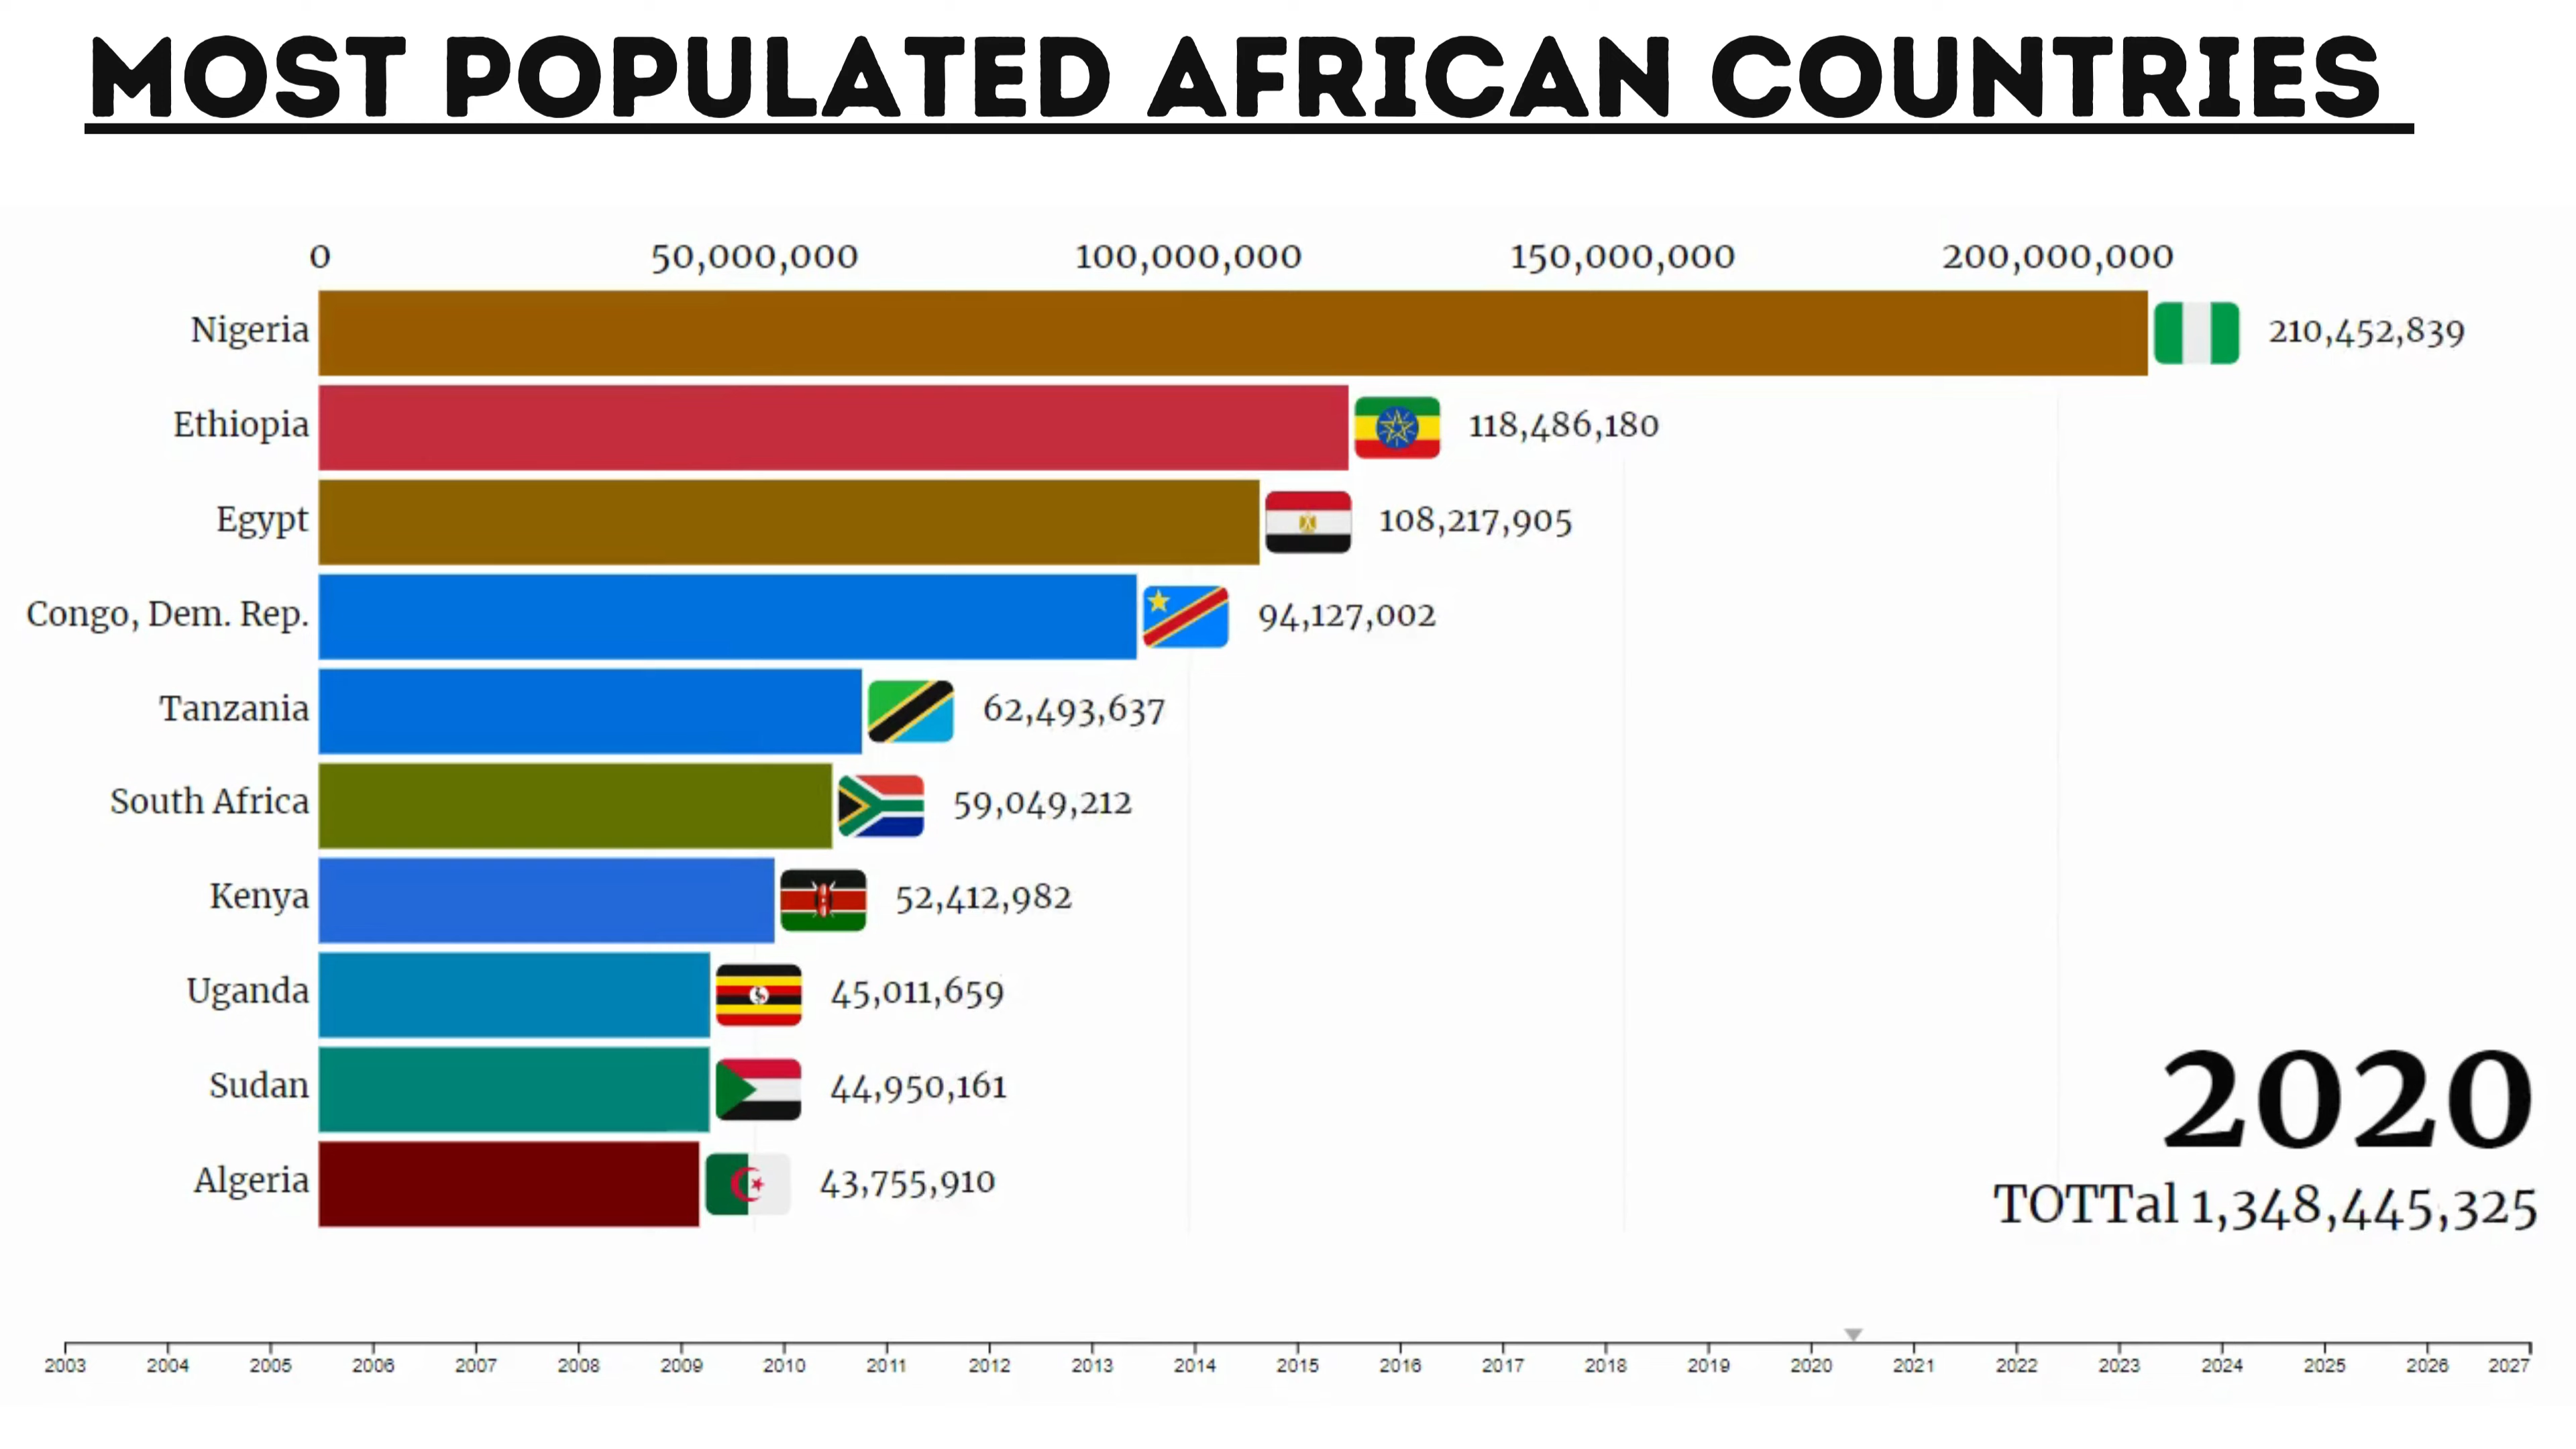 MOST POPULATED AFRICAN COUNTRIES
0 50,000,000 100,000,000 150,000,000 200,000,000
Nigeria 210,452,839
Ethiopia 118,486,180
Egypt 108,217,905
Congo, Dem. Rep. 94,127,002
Tanzania 62,493,637
South Africa 59,049,212
Kenya 52,412,982
Uganda 45,011,659
Sudan 44,950,161
Algeria 43,755,910
2020
TOTTal 1,348,445,325
2003 2004 2005 2006 2007 2008 2009 2010 2011 2012 2013 2014 2015 2016 2017 2018 2019 2020 2021 2022 2023 2024 2025 2026 2027